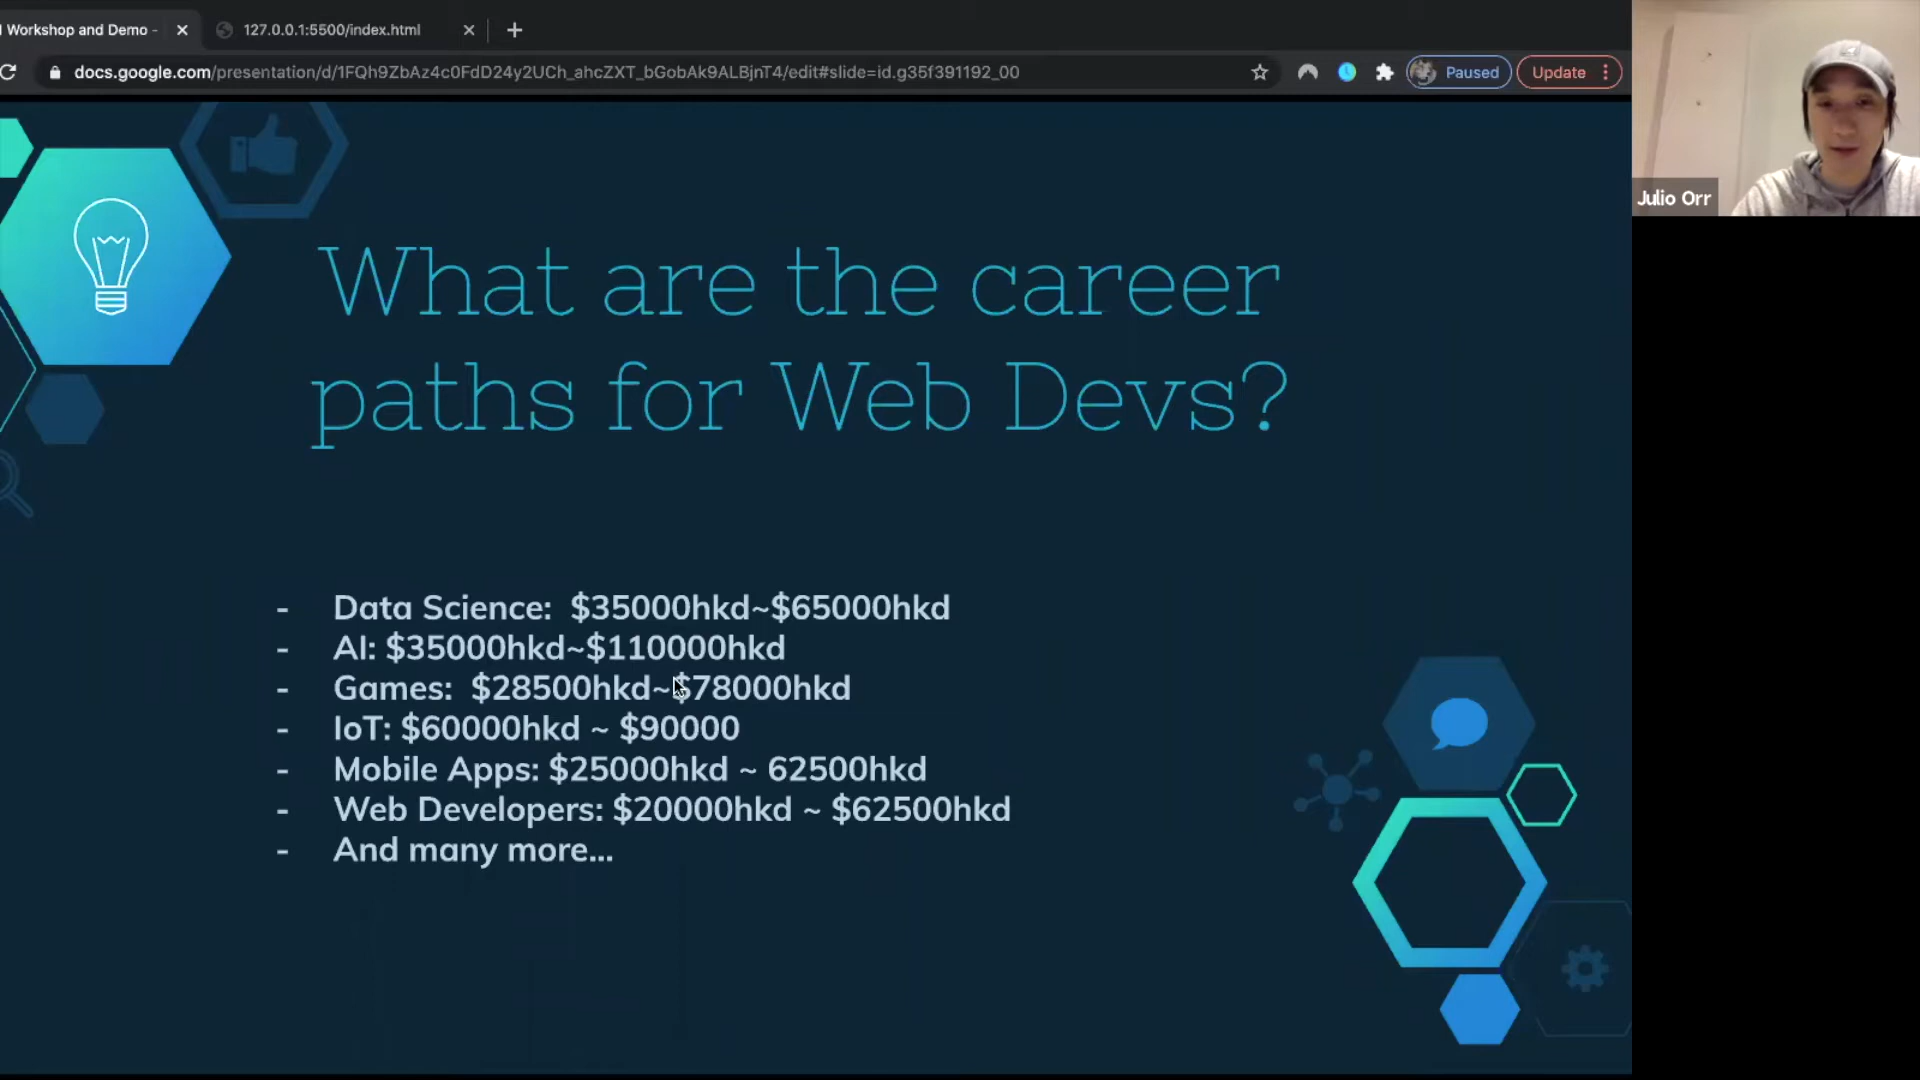 l Workshop and Demo -
127.0.0.1:5500/index.html
docs.google.com/presentation/d/1FQh9ZbAz4c0FdD24y2UCh_ahcZXT_bGobAk9ALBjnT4/edit#slide=id.g35f391192_00
Paused
Update
Julio Orr
What are the career
paths for Web Devs?
- Data Science: $35000hkd~$65000hkd
- AI: $35000hkd~$110000hkd
- Games: $28500hkd~$78000hkd
- IoT: $60000hkd ~ $90000
- Mobile Apps: $25000hkd ~ 62500hkd
- Web Developers: $20000hkd ~ $62500hkd
- And many more...